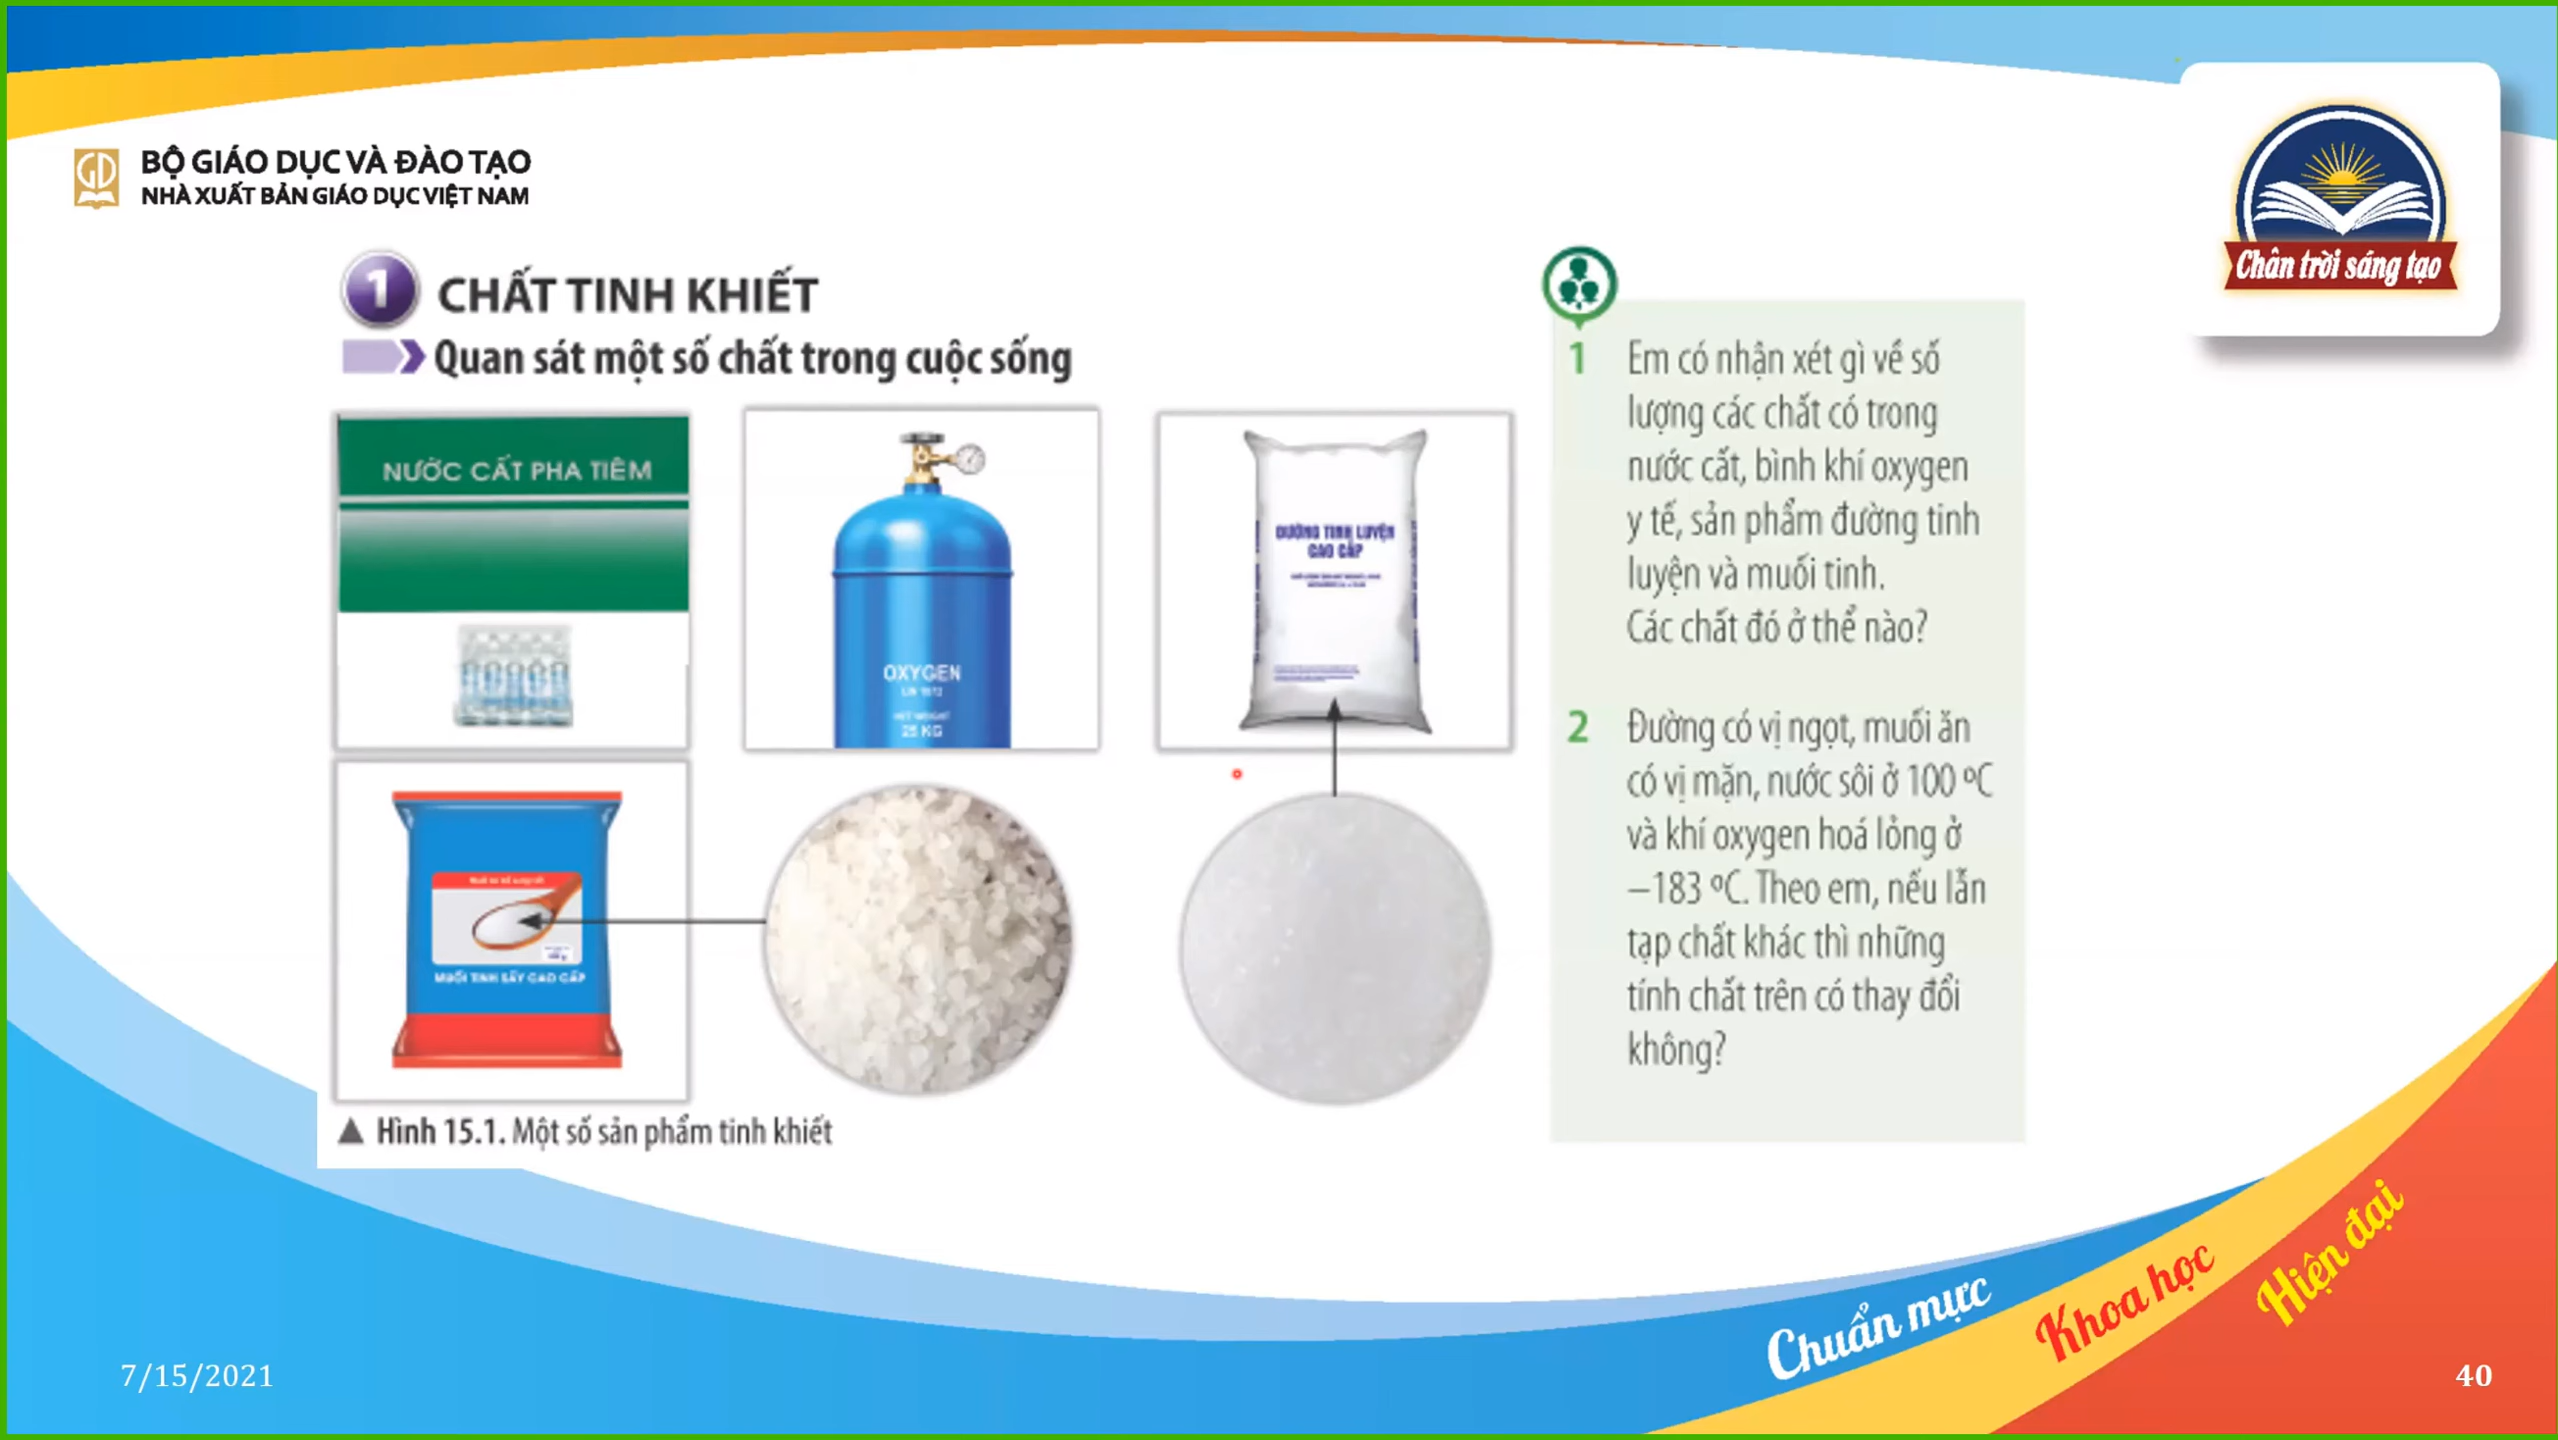 BỘ GIÁO DỤC VÀ ĐÀO TẠO
NHÀ XUẤT BẢN GIÁO DỤC VIỆT NAM
Chân trời sáng tạo
1 CHẤT TINH KHIẾT
Quan sát một số chất trong cuộc sống
NƯỚC CẤT PHA TIÊM
OXYGEN
NET WEIGHT
25 KG
ĐƯỜNG TINH LUYỆN
CAO CẤP
MUỐI TINH SẤY CAO CẤP
Hình 15.1. Một số sản phẩm tinh khiết
1 Em có nhận xét gì về số
lượng các chất có trong
nước cất, bình khí oxygen
y tế, sản phẩm đường tinh
luyện và muối tinh.
Các chất đó ở thể nào?
2 Đường có vị ngọt, muối ăn
có vị mặn, nước sôi ở 100 ºC
và khí oxygen hoá lỏng ở
–183 ºC. Theo em, nếu lẫn
tạp chất khác thì những
tính chất trên có thay đổi
không?
Chuẩn mực
Khoa học
Hiện đại
7/15/2021
40